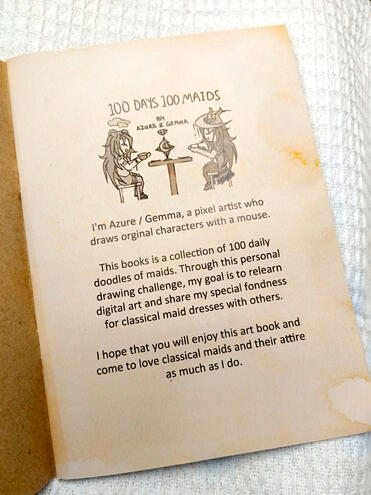 100 DAYS 100 MAIDS
BY
AZURE & GEMMA
I'm Azure / Gemma, a pixel artist who
draws orginal characters with a mouse.
This books is a collection of 100 daily
doodles of maids. Through this personal
drawing challenge, my goal is to relearn
digital art and share my special fondness
for classical maid dresses with others.
I hope that you will enjoy this art book and
come to love classical maids and their attire
as much as I do.